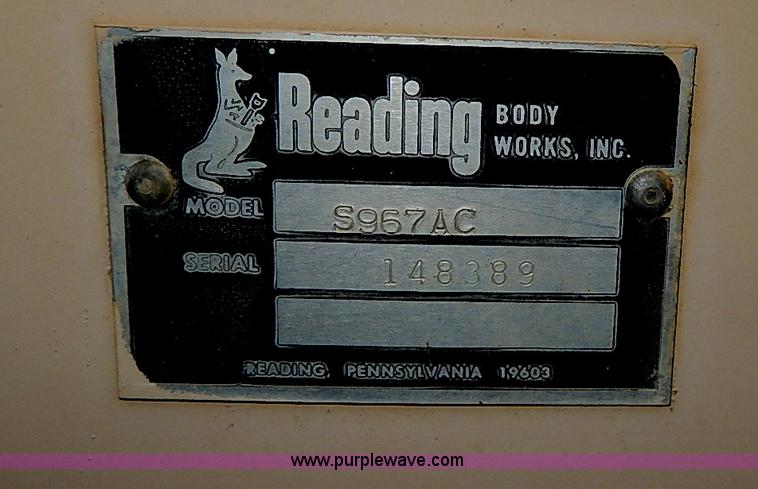 Reading BODY
WORKS, INC.
MODEL S967AC
SERIAL 148389
READING, PENNSYLVANIA 19603
www.purplewave.com